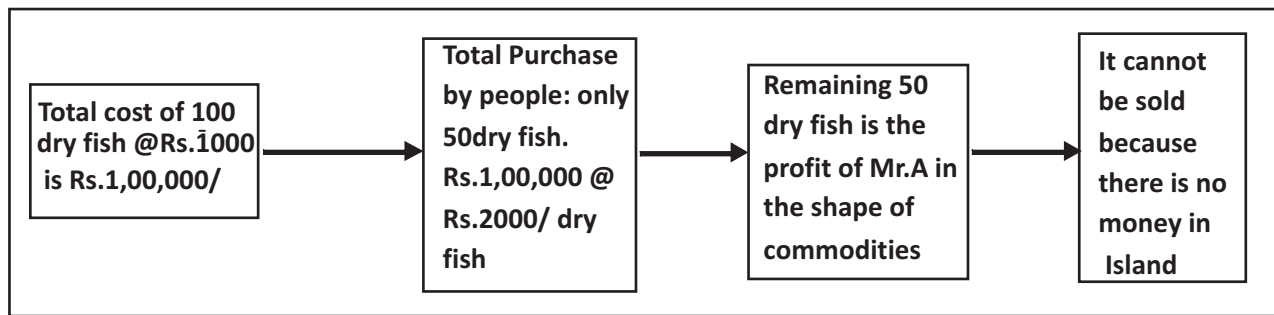 Total cost of 100
dry fish @Rs.1̄000
is Rs.1,00,000/
Total Purchase
by people: only
50dry fish.
Rs.1,00,000 @
Rs.2000/ dry
fish
Remaining 50
dry fish is the
profit of Mr.A in
the shape of
commodities
It cannot
be sold
because
there is no
money in
Island